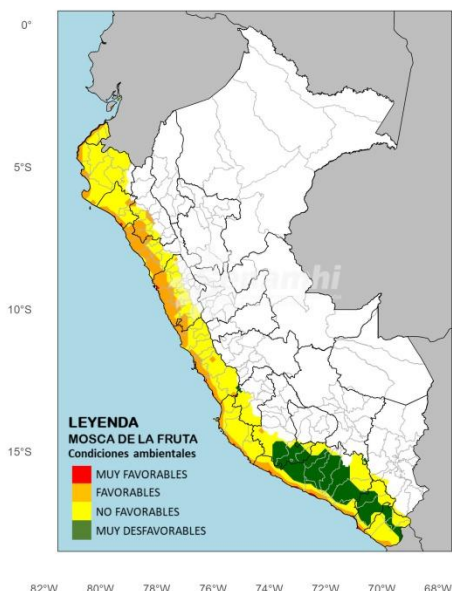 0°
5°S
10°S
15°S
LEYENDA
MOSCA DE LA FRUTA
Condiciones ambientales
MUY FAVORABLES
FAVORABLES
NO FAVORABLES
MUY DESFAVORABLES
82°W 80°W 78°W 76°W 74°W 72°W 70°W 68°W